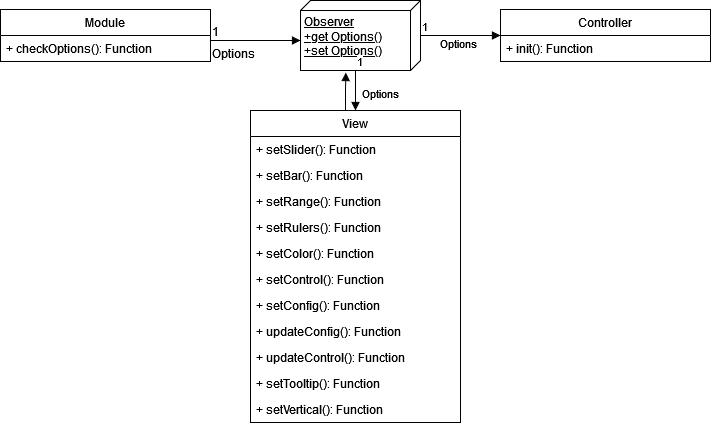 Module
+ checkOptions(): Function
1
Options
Observer
+get Options()
+set Options()
1
1
Options
Controller
+ init(): Function
Options
View
+ setSlider(): Function
+ setBar(): Function
+ setRange(): Function
+ setRulers(): Function
+ setColor(): Function
+ setControl(): Function
+ setConfig(): Function
+ updateConfig(): Function
+ updateControl(): Function
+ setTooltip(): Function
+ setVertical(): Function